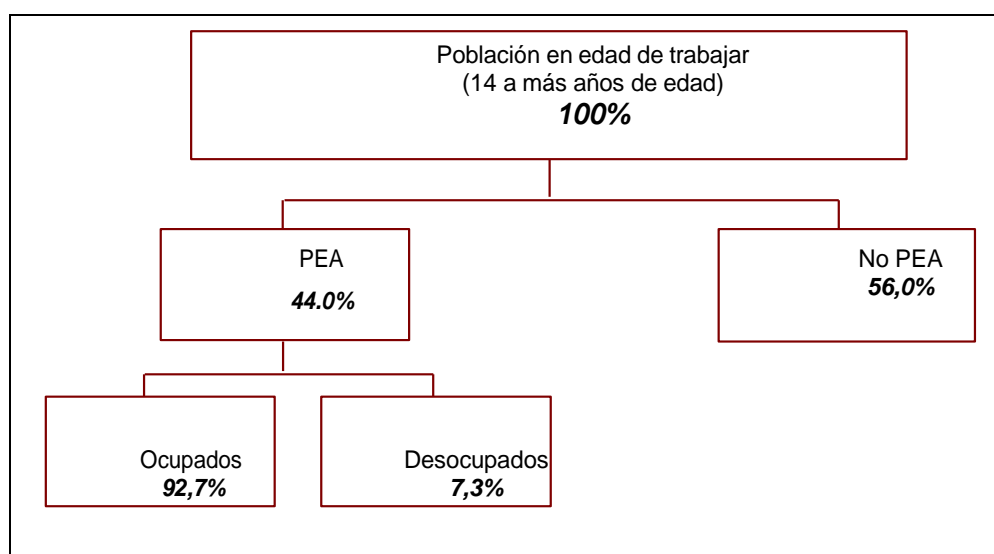 Población en edad de trabajar
(14 a más años de edad)
100%
PEA
44.0%
No PEA
56,0%
Ocupados
92,7%
Desocupados
7,3%